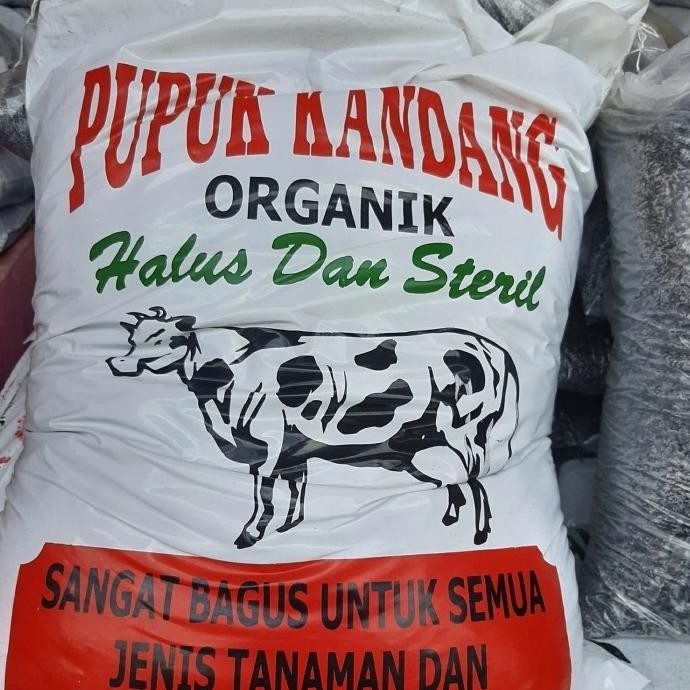 PUPUK KANDANG
ORGANIK
Halus Dan Steril
SANGAT BAGUS UNTUK SEMUA
JENIS TANAMAN DAN